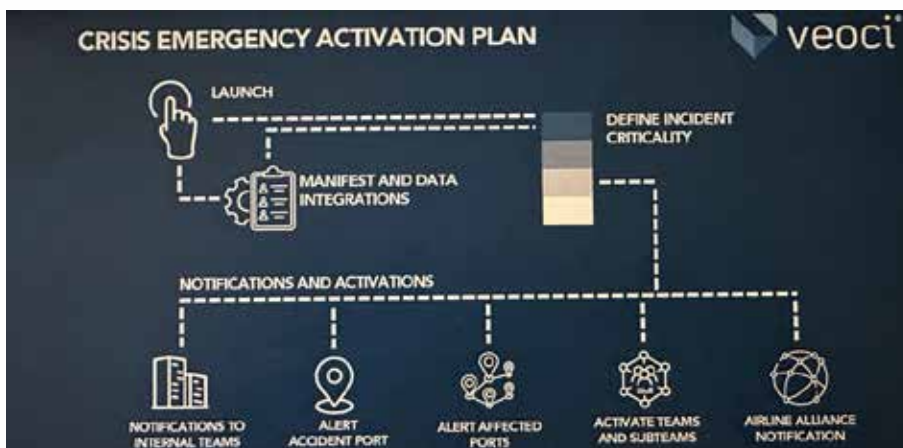 CRISIS EMERGENCY ACTIVATION PLAN
veoci®
LAUNCH
DEFINE INCIDENT
CRITICALITY
MANIFEST AND DATA
INTEGRATIONS
NOTIFICATIONS AND ACTIVATIONS
NOTIFICATIONS TO
INTERNAL TEAMS
ALERT
ACCIDENT PORT
ALERT AFFECTED
PORTS
ACTIVATE TEAMS
AND SUBTEAMS
AIRLINE ALLIANCE
NOTIFICATION